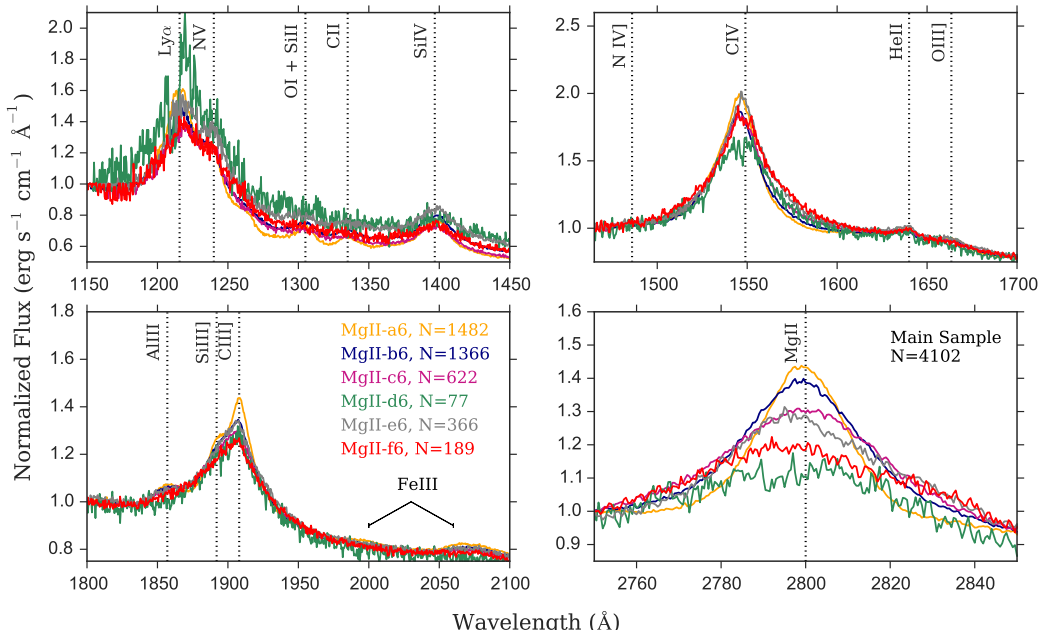 Normalized Flux (erg s⁻¹ cm⁻¹ Å⁻¹)
2.0
1.8
1.6
1.4
1.2
1.0
0.8
0.6
Lyα
NV
OI + SiII
CII
SiIV
1150 1200 1250 1300 1350 1400 1450
2.5
2.0
1.5
1.0
N IV]
CIV
HeII
OIII]
1500 1550 1600 1650 1700
1.8
1.6
1.4
1.2
1.0
0.8
AlIII
SiIII]
CIII]
MgII-a6, N=1482
MgII-b6, N=1366
MgII-c6, N=622
MgII-d6, N=77
MgII-e6, N=366
MgII-f6, N=189
FeIII
1800 1850 1900 1950 2000 2050 2100
1.6
1.5
1.4
1.3
1.2
1.1
1.0
0.9
MgII
Main Sample
N=4102
2760 2780 2800 2820 2840
Wavelength (Å)